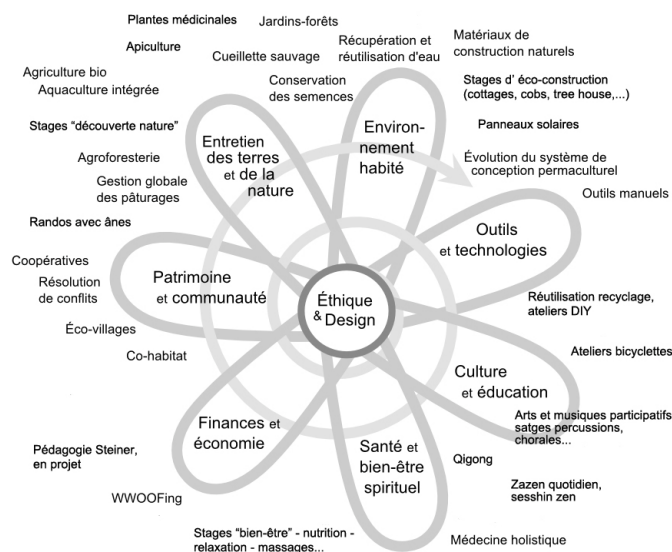 Plantes médicinales
Jardins-forêts
Apiculture
Cueillette sauvage
Récupération et
réutilisation d'eau
Matériaux de
construction naturels
Agriculture bio
Aquaculture intégrée
Conservation
des semences
Stages d' éco-construction
(cottages, cobs, tree house,...)
Stages “découverte nature”
Entretien
des terres
et de la
nature
Environ-
nement
habité
Panneaux solaires
Agroforesterie
Évolution du système de
conception permaculturel
Gestion globale
des pâturages
Outils manuels
Randos avec ânes
Outils
et technologies
Coopératives
Résolution
de conflits
Patrimoine
et communauté
Éthique
& Design
Réutilisation recyclage,
ateliers DIY
Éco-villages
Co-habitat
Ateliers bicyclettes
Culture
et éducation
Finances et
économie
Arts et musiques participatifs
satges percussions,
chorales...
Santé et
bien-être
spirituel
Pédagogie Steiner,
en projet
Qigong
WWOOFing
Zazen quotidien,
sesshin zen
Stages “bien-être” - nutrition -
relaxation - massages...
Médecine holistique